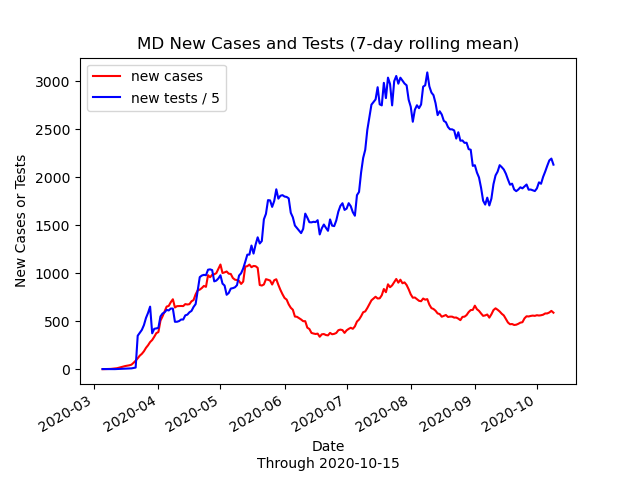 MD New Cases and Tests (7-day rolling mean)
new cases
new tests / 5
New Cases or Tests
3000
2500
2000
1500
1000
500
0
2020-03
2020-04
2020-05
2020-06
2020-07
2020-08
2020-09
2020-10
Date
Through 2020-10-15